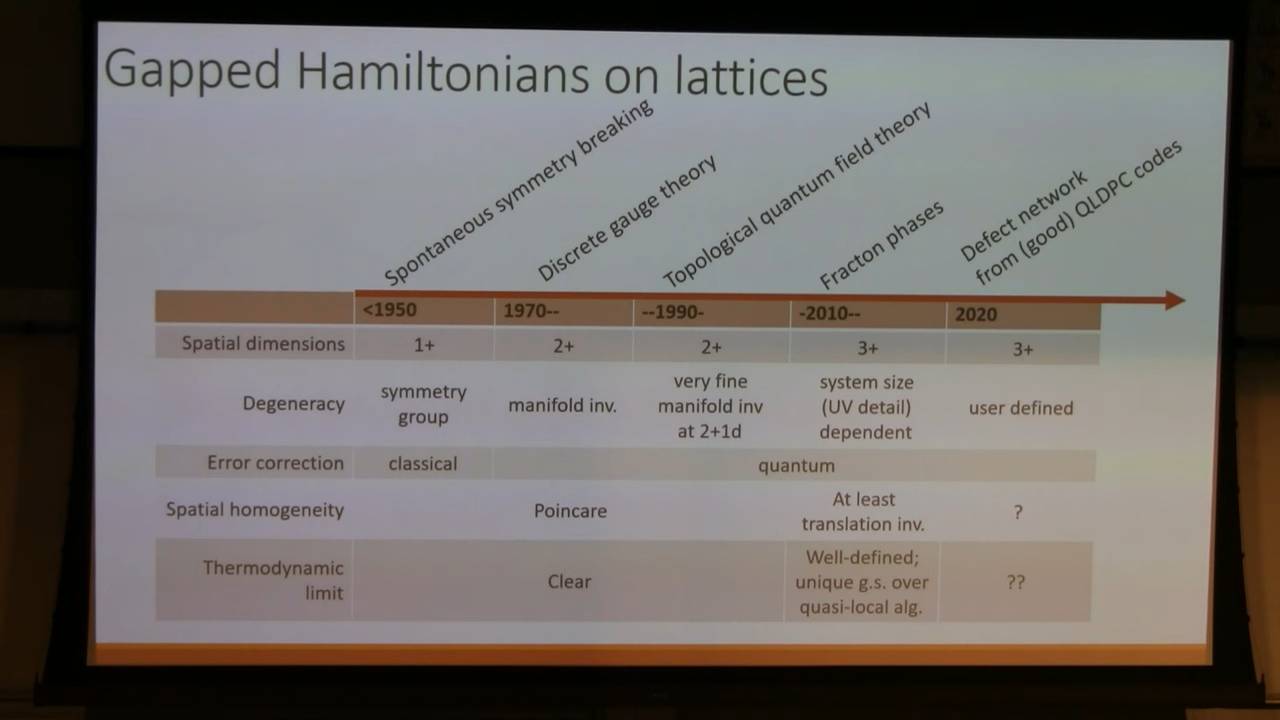 Gapped Hamiltonians on lattices
Spontaneous symmetry breaking
Discrete gauge theory
Topological quantum field theory
Fracton phases
Defect network
from (good) QLDPC codes
<1950 1970-- --1990- -2010-- 2020
Spatial dimensions 1+ 2+ 2+ 3+ 3+
Degeneracy
symmetry
group
manifold inv.
very fine
manifold inv
at 2+1d
system size
(UV detail)
dependent
user defined
Error correction classical quantum
Spatial homogeneity
Poincare
At least
translation inv.
?
Thermodynamic
limit
Clear
Well-defined;
unique g.s. over
quasi-local alg.
??